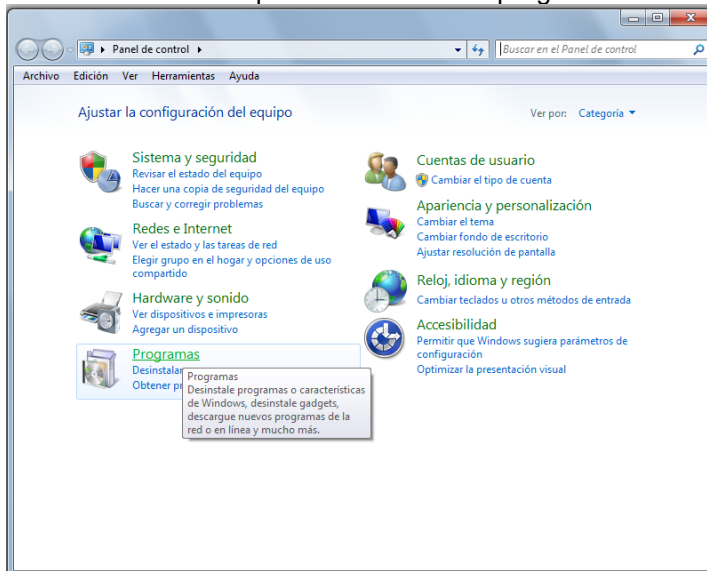 Panel de control
Buscar en el Panel de control
Archivo Edición Ver Herramientas Ayuda
Ajustar la configuración del equipo
Ver por: Categoría
Sistema y seguridad
Revisar el estado del equipo
Hacer una copia de seguridad del equipo
Buscar y corregir problemas
Redes e Internet
Ver el estado y las tareas de red
Elegir grupo en el hogar y opciones de uso
compartido
Hardware y sonido
Ver dispositivos e impresoras
Agregar un dispositivo
Programas
Desinstalar
Obtener
Programas
Desinstale programas o características
de Windows, desinstale gadgets,
descargue nuevos programas de la
red o en línea y mucho más.
Cuentas de usuario
Cambiar el tipo de cuenta
Apariencia y personalización
Cambiar el tema
Cambiar fondo de escritorio
Ajustar resolución de pantalla
Reloj, idioma y región
Cambiar teclados u otros métodos de entrada
Accesibilidad
Permitir que Windows sugiera parámetros de
configuración
Optimizar la presentación visual